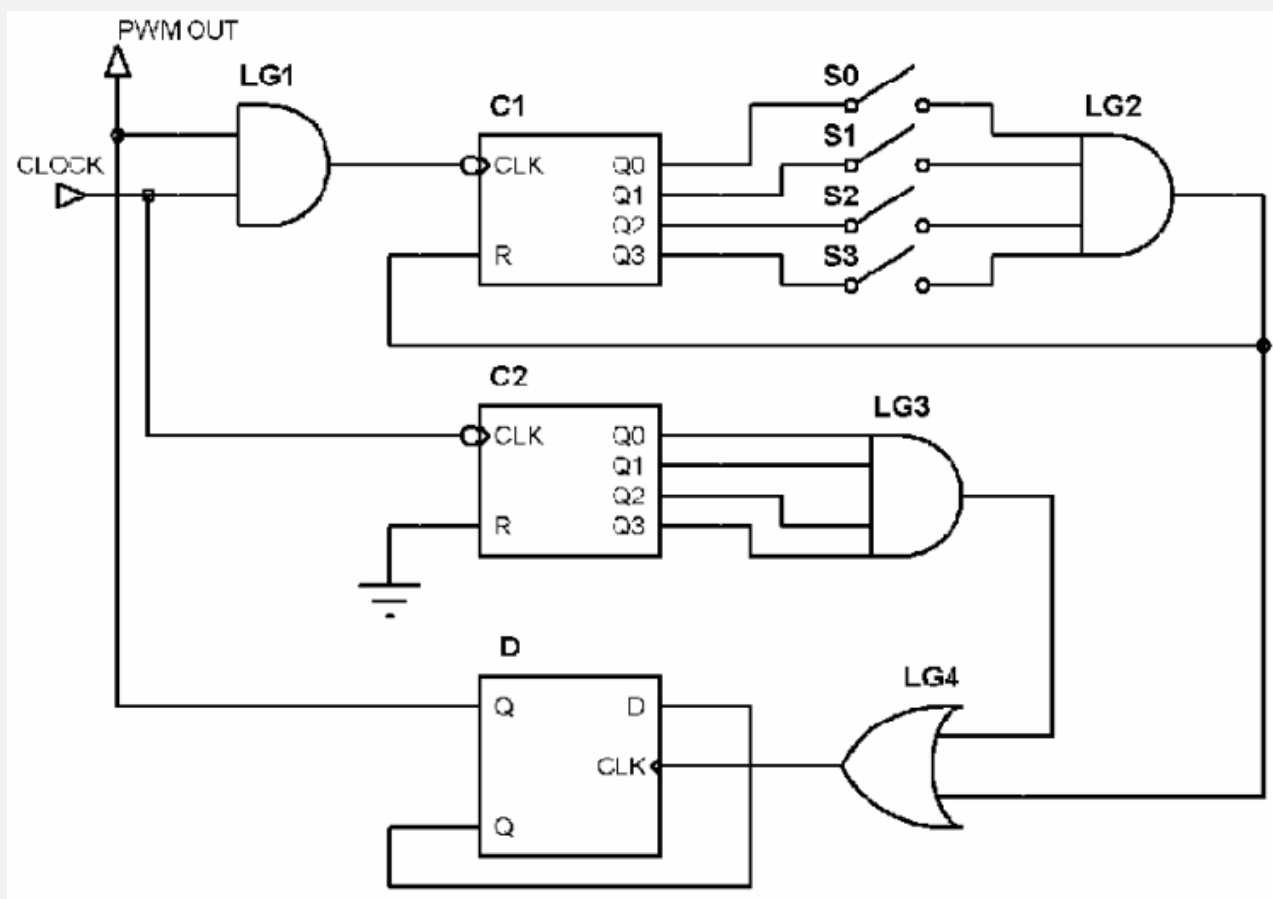 PWM OUT
LG1
CLOCK
C1
CLK
R
Q0
Q1
Q2
Q3
S0
S1
S2
S3
LG2
C2
CLK
R
Q0
Q1
Q2
Q3
LG3
D
Q
D
CLK
Q
LG4